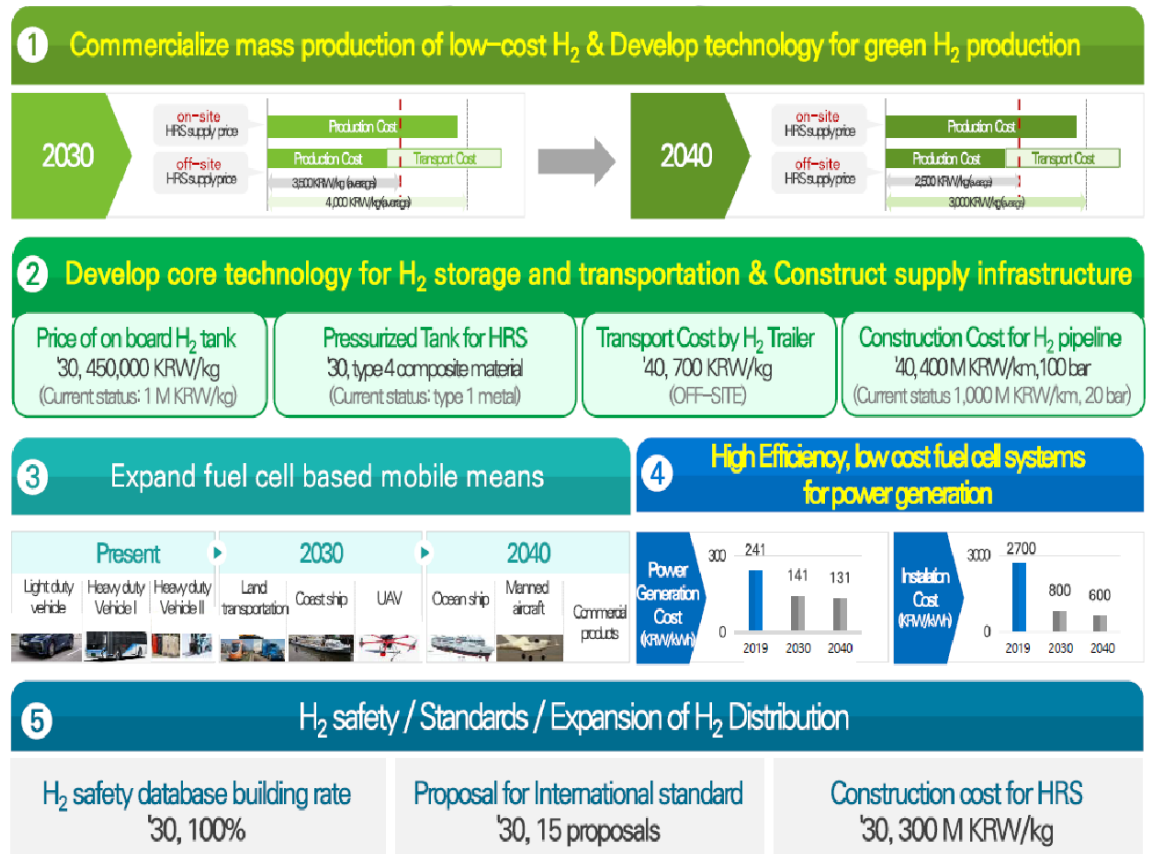 1 Commercialize mass production of low-cost H₂ & Develop technology for green H₂ production
2030
on-site
HRS supply price
Production Cost
off-site
HRS supply price
Production Cost
Transport Cost
3,500 KRW/kg (average)
4,000 KRW/kg(average)
2040
on-site
HRS supply price
Production Cost
off-site
HRS supply price
Production Cost
Transport Cost
2,500 KRW/kg (average)
3,000 KRW/kg(average)
2 Develop core technology for H₂ storage and transportation & Construct supply infrastructure
Price of on board H₂ tank
'30, 450,000 KRW/kg
(Current status: 1 M KRW/kg)
Pressurized Tank for HRS
'30, type 4 composite material
(Current status: type 1 metal)
Transport Cost by H₂ Trailer
'40, 700 KRW/kg
(OFF-SITE)
Construction Cost for H₂ pipeline
'40, 400 M KRW/km,100 bar
(Current status 1,000 M KRW/km, 20 bar)
3 Expand fuel cell based mobile means
Present
2030
2040
Light duty
vehicle
Heavy duty
Vehicle I
Heavy duty
Vehicle II
Land
transportation
Coast ship
UAV
Ocean ship
Manned
aircraft
Commercial
products
4 High Efficiency, low cost fuel cell systems
for power generation
Power
Generation
Cost
(KRW/kWh)
300
0
241
141
131
2019
2030
2040
Installation
Cost
(KRW/kWh)
3000
0
2700
800
600
2019
2030
2040
5 H₂ safety / Standards / Expansion of H₂ Distribution
H₂ safety database building rate
'30, 100%
Proposal for International standard
'30, 15 proposals
Construction cost for HRS
'30, 300 M KRW/kg